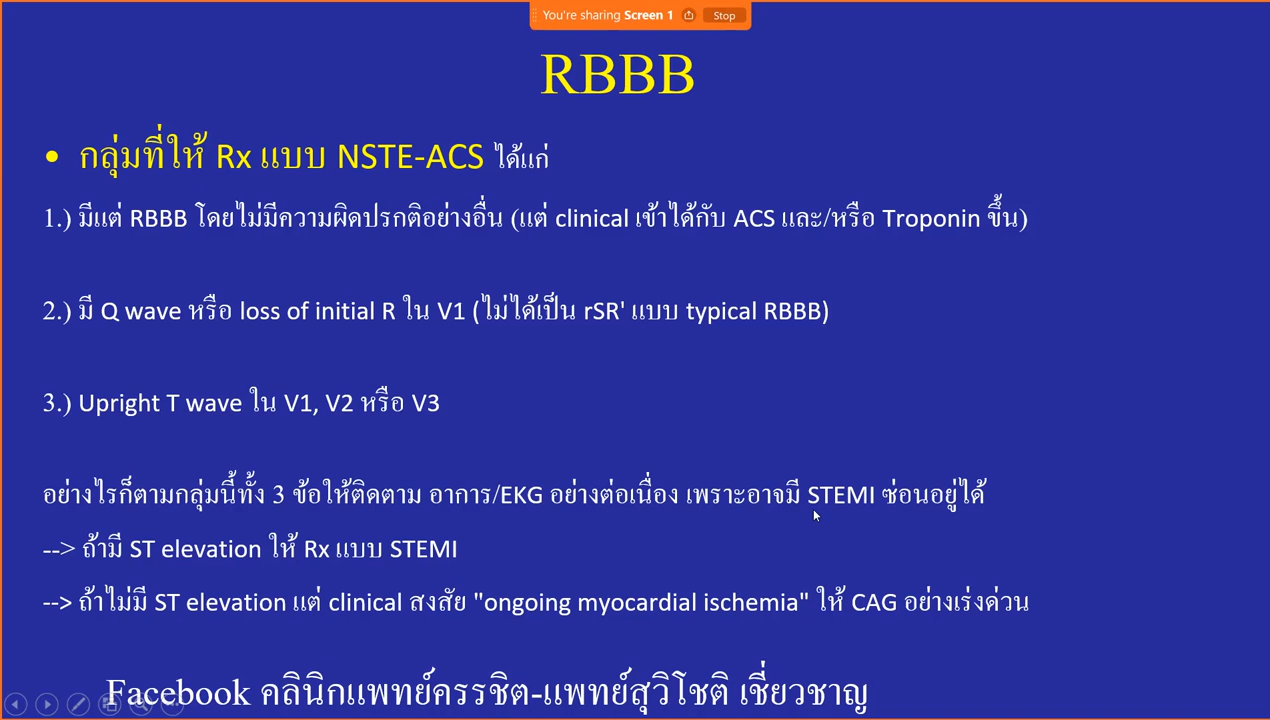 You're sharing Screen 1 Stop
RBBB
• กลุ่มที่ให้ Rx แบบ NSTE-ACS ได้แก่
1.) มีแต่ RBBB โดยไม่มีความผิดปรกติอย่างอื่น (แต่ clinical เข้าได้กับ ACS และ/หรือ Troponin ขึ้น)
2.) มี Q wave หรือ loss of initial R ใน V1 (ไม่ได้เป็น rSR' แบบ typical RBBB)
3.) Upright T wave ใน V1, V2 หรือ V3
อย่างไรก็ตามกลุ่มนี้ทั้ง 3 ข้อให้ติดตาม อาการ/EKG อย่างต่อเนื่อง เพราะอาจมี STEMI ซ่อนอยู่ได้
--> ถ้ามี ST elevation ให้ Rx แบบ STEMI
--> ถ้าไม่มี ST elevation แต่ clinical สงสัย "ongoing myocardial ischemia" ให้ CAG อย่างเร่งด่วน
Facebook คลินิกแพทย์ครรชิต-แพทย์สุวิโชติ เชี่ยวชาญ